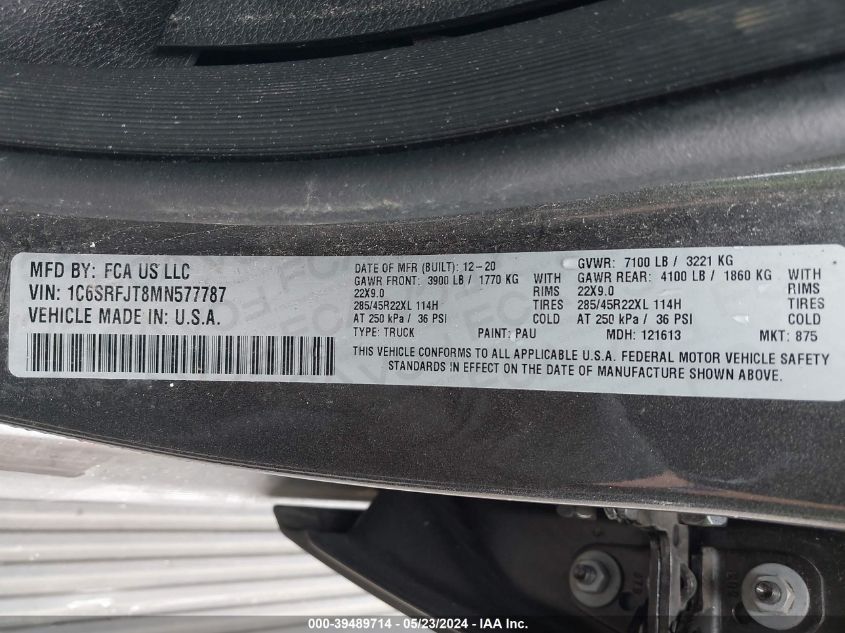 MFD BY: FCA US LLC
VIN: 1C6SRFJT8MN577787
VEHICLE MADE IN: U.S.A.
DATE OF MFR (BUILT): 12-20
GVWR: 7100 LB / 3221 KG
GAWR FRONT: 3900 LB / 1770 KG WITH
GAWR REAR: 4100 LB / 1860 KG WITH
22X9.0 RIMS
22X9.0 RIMS
285/45R22XL 114H TIRES
285/45R22XL 114H TIRES
AT 250 kPa / 36 PSI COLD
AT 250 kPa / 36 PSI COLD
TYPE: TRUCK PAINT: PAU MDH: 121613 MKT: 875
THIS VEHICLE CONFORMS TO ALL APPLICABLE U.S.A. FEDERAL MOTOR VEHICLE SAFETY
STANDARDS IN EFFECT ON THE DATE OF MANUFACTURE SHOWN ABOVE.
000-39489714 - 05/23/2024 - IAA Inc.